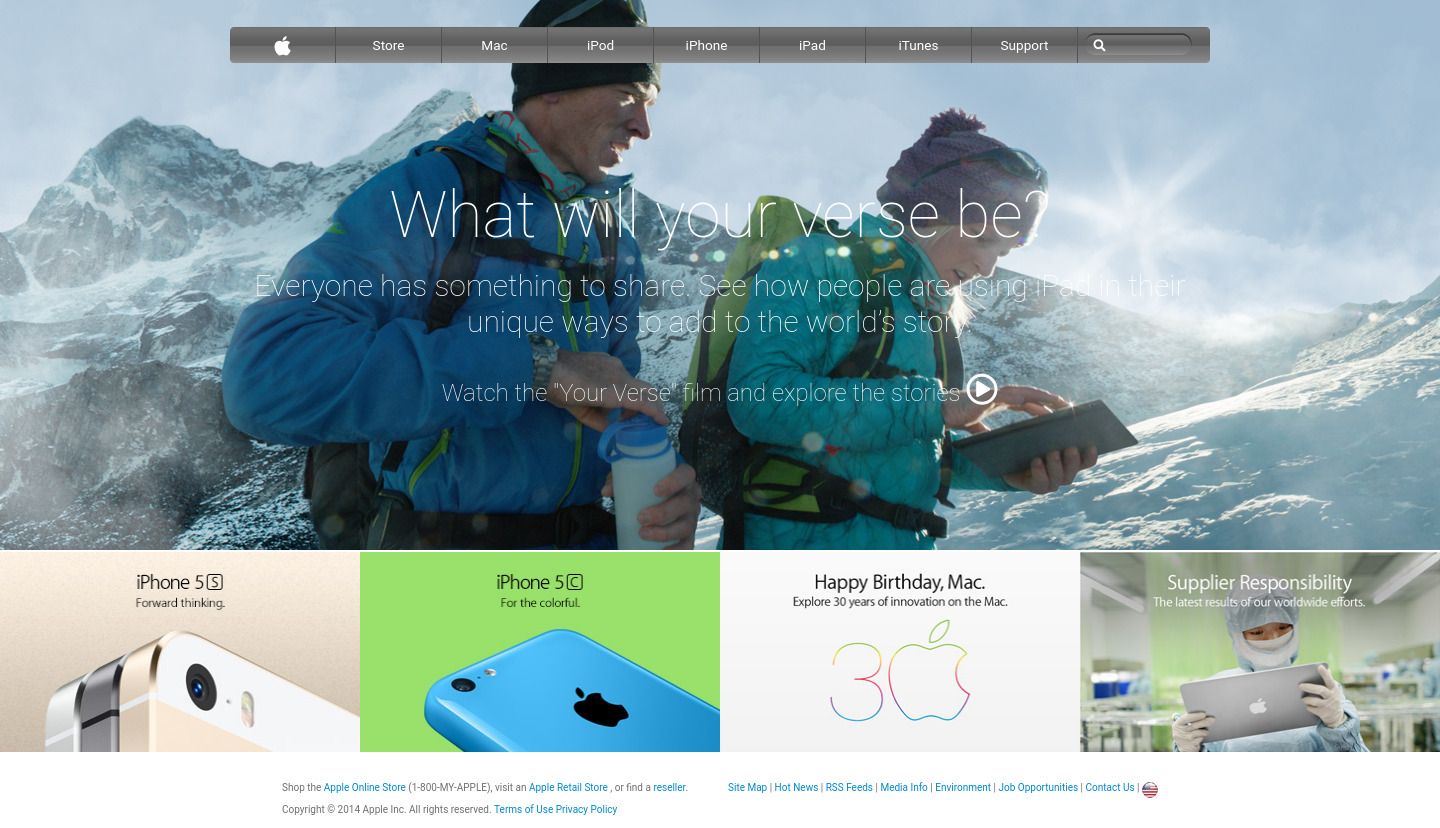 Store Mac iPod iPhone iPad iTunes Support
What will your verse be?
Everyone has something to share. See how people are using iPad in their
unique ways to add to the world's story.
Watch the "Your Verse" film and explore the stories
iPhone 5S
Forward thinking.
iPhone 5C
For the colorful.
Happy Birthday, Mac.
Explore 30 years of innovation on the Mac.
30
Supplier Responsibility
The latest results of our worldwide efforts.
Shop the Apple Online Store (1-800-MY-APPLE), visit an Apple Retail Store , or find a reseller.
Site Map | Hot News | RSS Feeds | Media Info | Environment | Job Opportunities | Contact Us |
Copyright © 2014 Apple Inc. All rights reserved. Terms of Use Privacy Policy